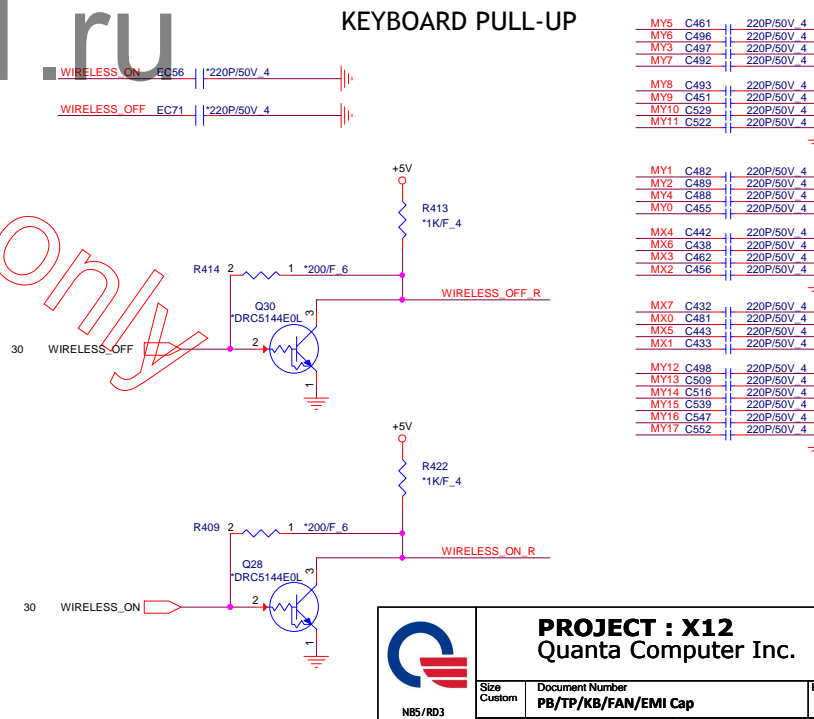 1.ru
KEYBOARD PULL-UP
WIRELESS_ON EC56 *220P/50V_4
WIRELESS_OFF EC71 *220P/50V_4
MY5 C461 220P/50V_4
MY6 C496 220P/50V_4
MY3 C497 220P/50V_4
MY7 C492 220P/50V_4
MY8 C493 220P/50V_4
MY9 C451 220P/50V_4
MY10 C529 220P/50V_4
MY11 C522 220P/50V_4
MY1 C482 220P/50V_4
MY2 C489 220P/50V_4
MY4 C488 220P/50V_4
MY0 C455 220P/50V_4
MX4 C442 220P/50V_4
MX6 C438 220P/50V_4
MX3 C462 220P/50V_4
MX2 C456 220P/50V_4
MX7 C432 220P/50V_4
MX0 C481 220P/50V_4
MX5 C443 220P/50V_4
MX1 C433 220P/50V_4
MY12 C498 220P/50V_4
MY13 C509 220P/50V_4
MY14 C516 220P/50V_4
MY15 C539 220P/50V_4
MY16 C547 220P/50V_4
MY17 C552 220P/50V_4
only
+5V
R413
*1K/F_4
R414 2 1 *200/F_6
WIRELESS_OFF_R
Q30
*DRC5144E0L
3
2
1
30 WIRELESS_OFF
+5V
R422
*1K/F_4
R409 2 1 *200/F_6
WIRELESS_ON_R
Q28
*DRC5144E0L
3
2
1
30 WIRELESS_ON
NB5/RD3
PROJECT : X12
Quanta Computer Inc.
Size
Custom
Document Number
PB/TP/KB/FAN/EMI Cap